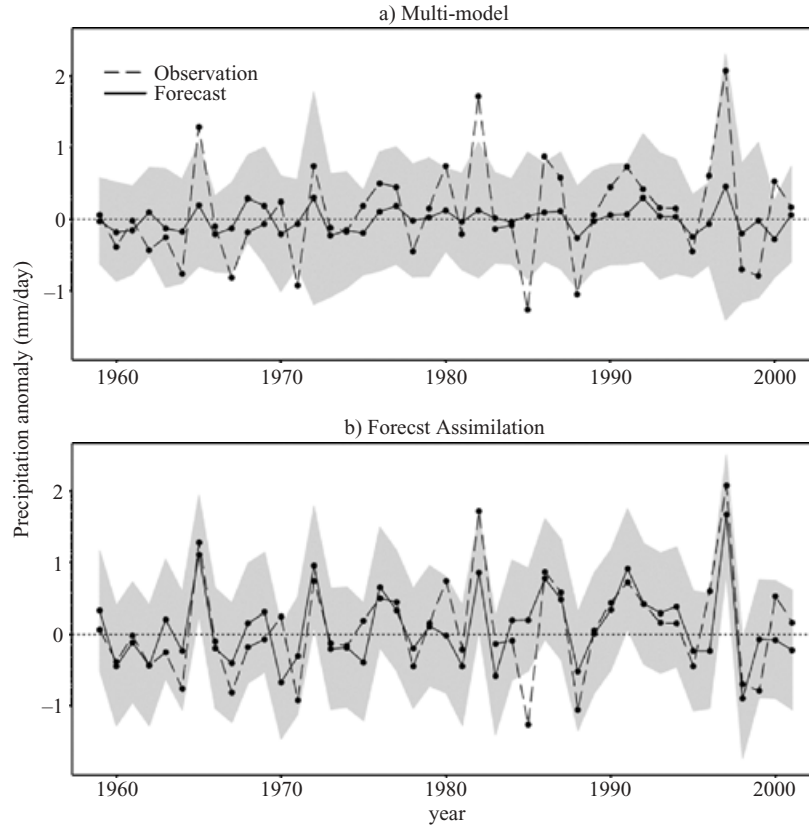 a) Multi-model
Observation
Forecast
2
1
0
−1
1960 1970 1980 1990 2000
Precipitation anomaly (mm/day)
b) Forecst Assimilation
2
1
0
−1
1960 1970 1980 1990 2000
year